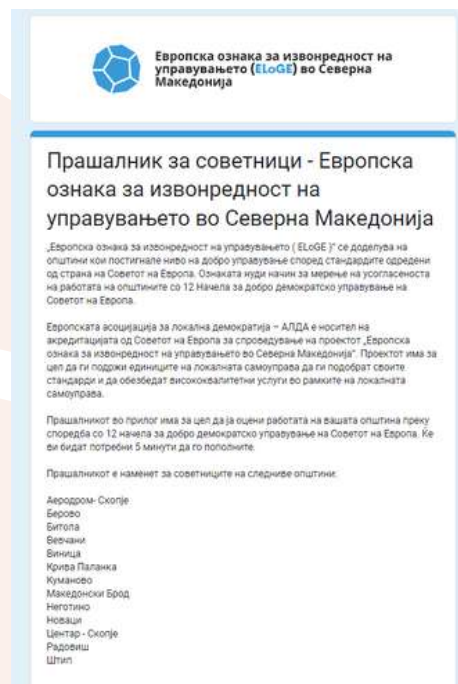 Европска ознака за извонредност на
управувањето (ELoGE) во Северна
Македонија
Прашалник за советници - Европска
ознака за извонредност на
управувањето во Северна Македонија
„Европска ознака за извонредност на управувањето ( ELoGE )“ се доделува на
општини кои постигнале ниво на добро управување според стандардите одредени
од страна на Советот на Европа. Ознаката нуди начин за мерење на усогласеноста
на работата на општините со 12 Начела за добро демократско управување на
Советот на Европа.
Европската асоцијација за локална демократија – АЛДА е носител на
акредитацијата од Советот на Европа за спроведување на проектот „Европска
ознака за извонредност на управувањето во Северна Македонија“. Проектот има за
цел да ги поддржи единиците на локалната самоуправа да ги подобрат своите
стандарди и да обезбедат висококвалитетни услуги во рамките на локалната
самоуправа.
Прашалникот во прилог има за цел да ја оцени работата на вашата општина преку
споредба со 12 начела за добро демократско управување на Советот на Европа. Ќе
ви бидат потребни 5 минути да го пополните.
Прашалникот е наменет за советниците на следниве општини:
Аеродром- Скопје
Берово
Битола
Вевчани
Виница
Крива Паланка
Куманово
Македонски Брод
Неготино
Новаци
Центар - Скопје
Радовиш
Штип